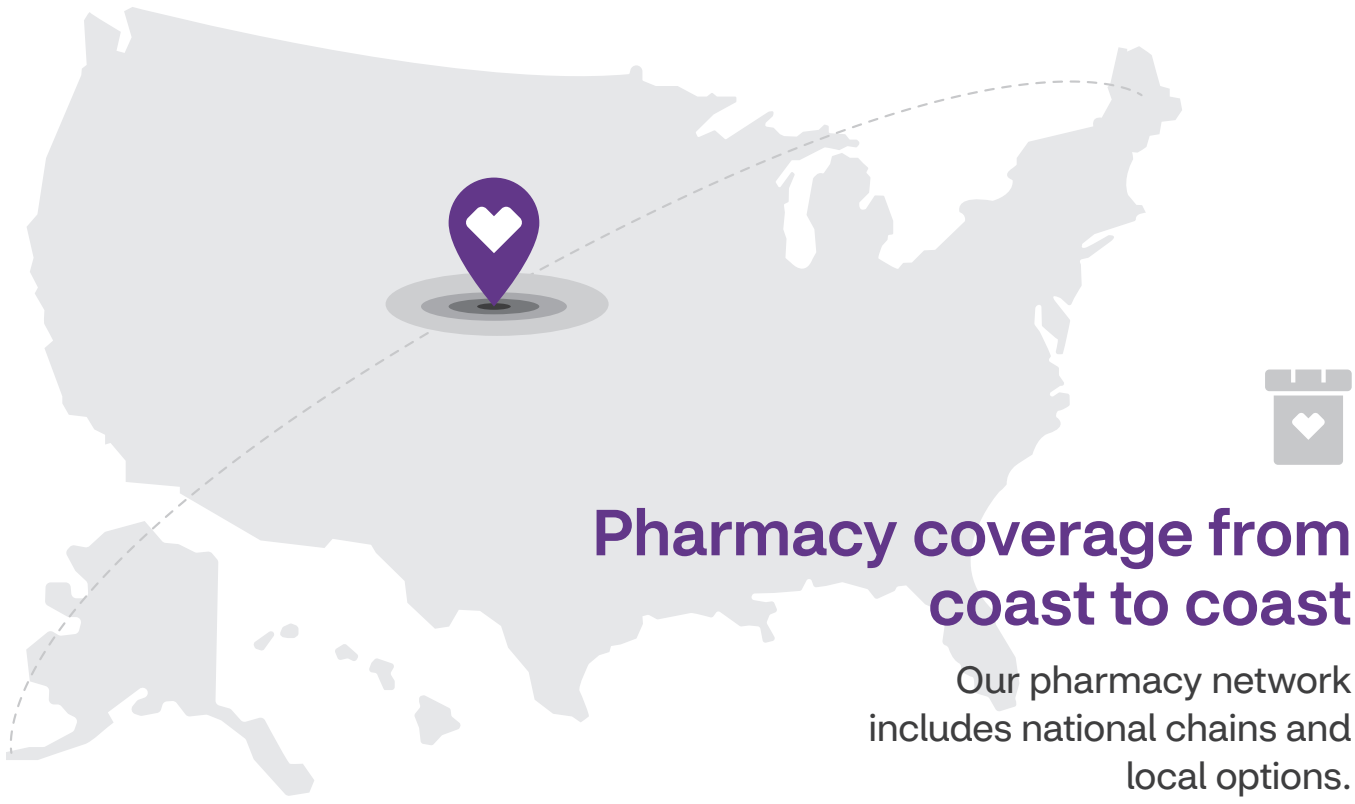 Pharmacy coverage from
coast to coast
Our pharmacy network
includes national chains and
local options.